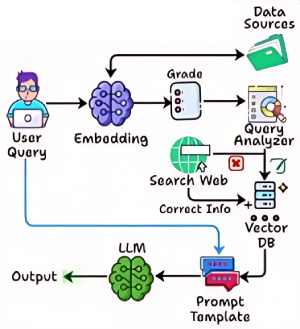 Data
Sources
Grade
User
Query
Embedding
Query
Analyzer
Search Web
Correct Info
Vector
DB
LLM
Output
Prompt
Template